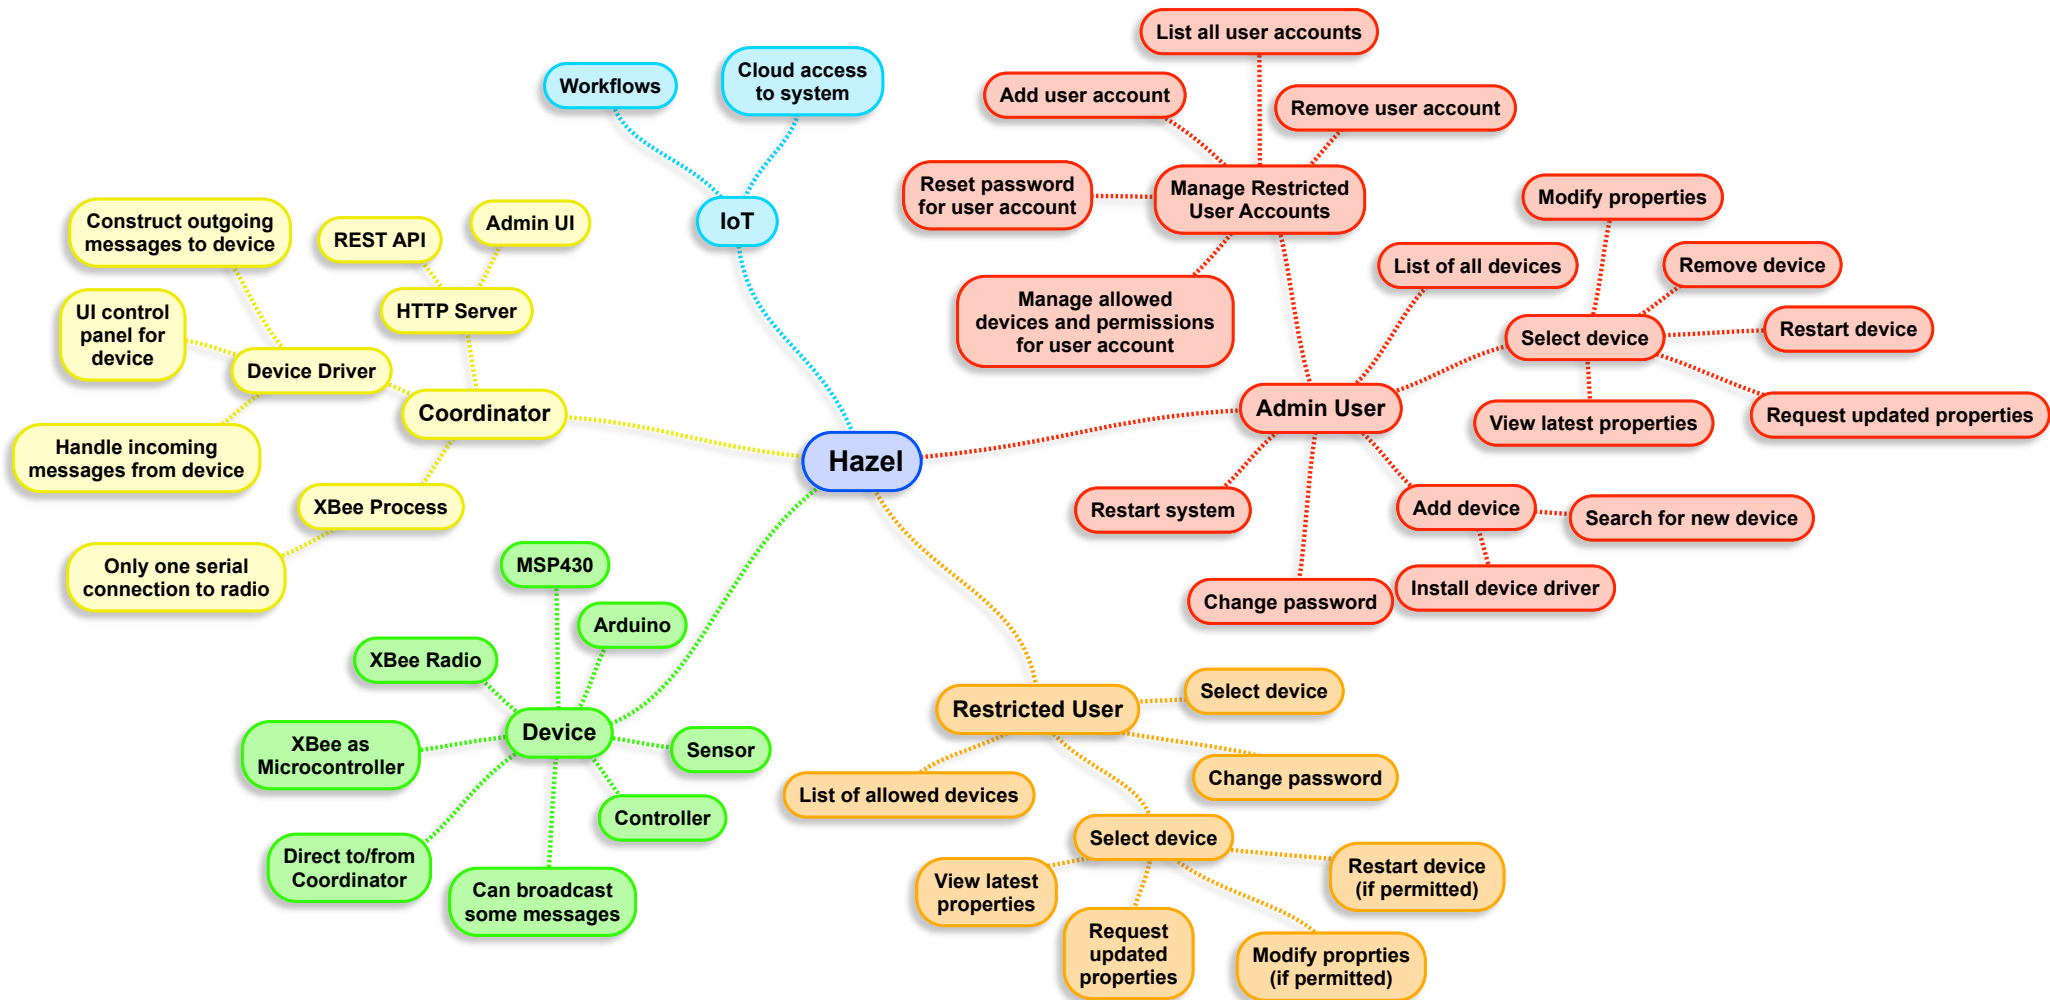 List all user accounts
Workflows
Cloud access
to system
Add user account
Remove user account
Reset password
for user account
Manage Restricted
User Accounts
Modify properties
Construct outgoing
messages to device
REST API
Admin UI
IoT
List of all devices
Remove device
Manage allowed
devices and permissions
for user account
UI control
panel for
device
HTTP Server
Select device
Restart device
Device Driver
Coordinator
Admin User
View latest properties
Request updated properties
Handle incoming
messages from device
Hazel
XBee Process
Restart system
Add device
Search for new device
Only one serial
connection to radio
MSP430
Change password
Install device driver
Arduino
XBee Radio
Restricted User
Select device
XBee as
Microcontroller
Device
Sensor
List of allowed devices
Change password
Controller
Select device
Direct to/from
Coordinator
Can broadcast
some messages
View latest
properties
Restart device
(if permitted)
Request
updated
properties
Modify proprties
(if permitted)